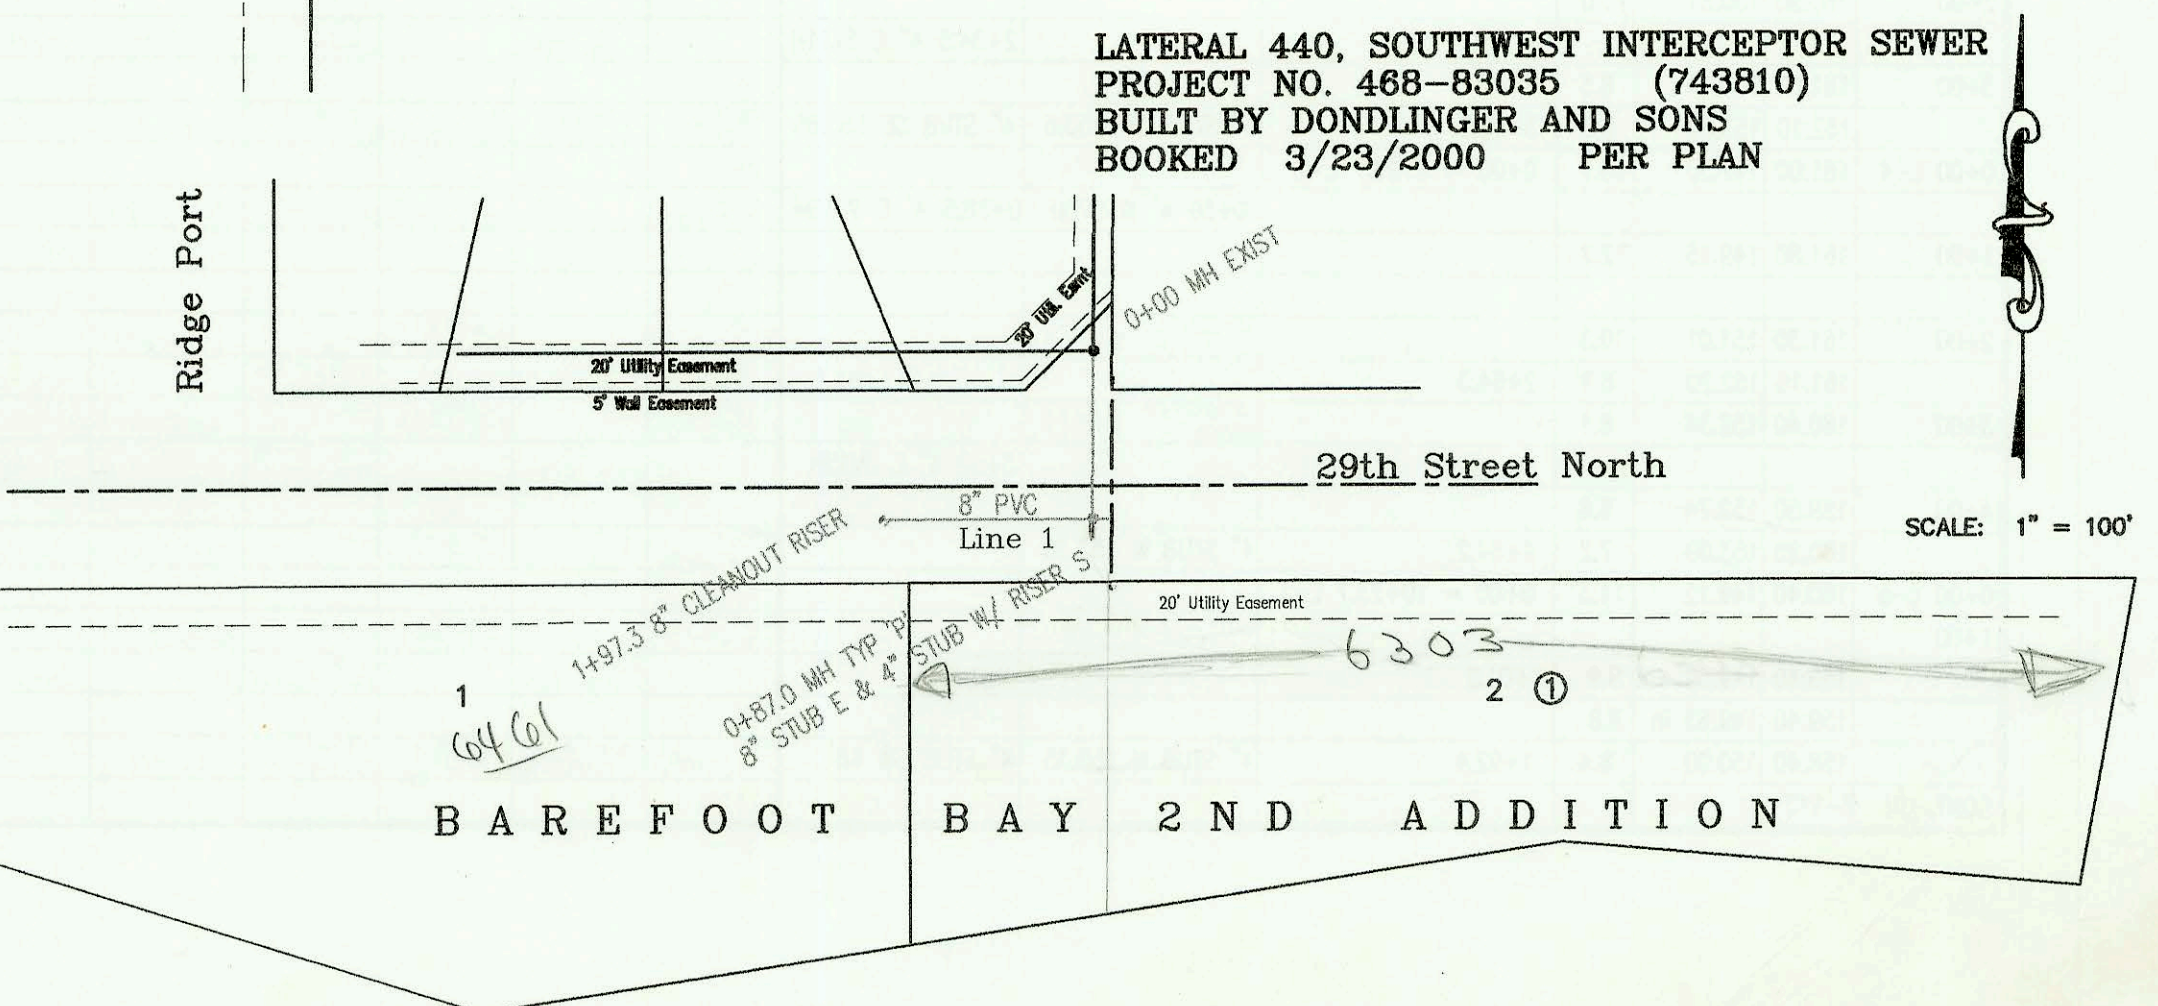 LATERAL 440, SOUTHWEST INTERCEPTOR SEWER
PROJECT NO. 468-83035 (743810)
BUILT BY DONDLINGER AND SONS
BOOKED 3/23/2000 PER PLAN
Ridge Port
0+00 MH EXIST
20' Util. Esmt
20' Utility Easement
5' Wall Easement
29th Street North
8" PVC
Line 1
SCALE: 1" = 100'
1+97.3 8" CLEANOUT RISER
0+87.0 MH TYP 'P'
8" STUB E & 4" STUB W/ RISER S
20' Utility Easement
6303
1
6461
2 ①
BAREFOOT BAY 2ND ADDITION